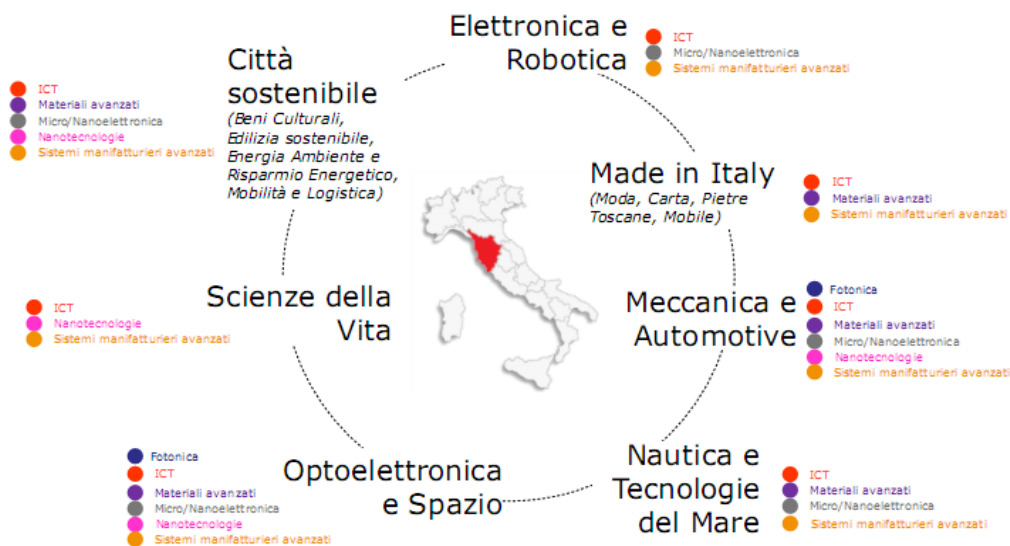 Elettronica e
Robotica
ICT
Micro/Nanoelettronica
Sistemi manifatturieri avanzati
Città
sostenibile
(Beni Culturali,
Edilizia sostenibile,
Energia Ambiente e
Risparmio Energetico,
Mobilità e Logistica)
ICT
Materiali avanzati
Micro/Nanoelettronica
Nanotecnologie
Sistemi manifatturieri avanzati
Made in Italy
(Moda, Carta, Pietre
Toscane, Mobile)
ICT
Materiali avanzati
Sistemi manifatturieri avanzati
Scienze della
Vita
ICT
Nanotecnologie
Sistemi manifatturieri avanzati
Meccanica e
Automotive
Fotonica
ICT
Materiali avanzati
Micro/Nanoelettronica
Nanotecnologie
Sistemi manifatturieri avanzati
Optoelettronica
e Spazio
Fotonica
ICT
Materiali avanzati
Micro/Nanoelettronica
Nanotecnologie
Sistemi manifatturieri avanzati
Nautica e
Tecnologie
del Mare
ICT
Materiali avanzati
Micro/Nanoelettronica
Sistemi manifatturieri avanzati